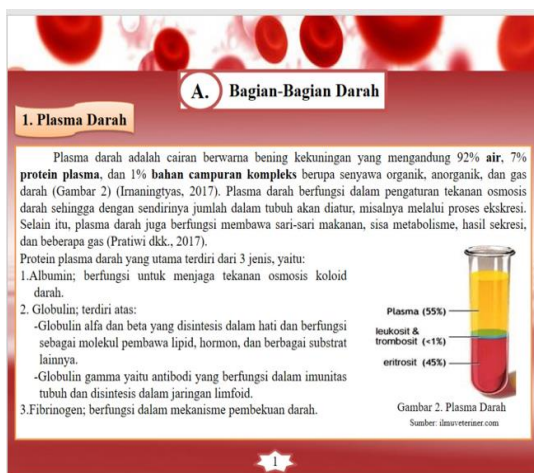 A. Bagian-Bagian Darah
1. Plasma Darah
Plasma darah adalah cairan berwarna bening kekuningan yang mengandung 92% air, 7%
protein plasma, dan 1% bahan campuran kompleks berupa senyawa organik, anorganik, dan gas
darah (Gambar 2) (Irnaningtyas, 2017). Plasma darah berfungsi dalam pengaturan tekanan osmosis
darah sehingga dengan sendirinya jumlah dalam tubuh akan diatur, misalnya melalui proses ekskresi.
Selain itu, plasma darah juga berfungsi membawa sari-sari makanan, sisa metabolisme, hasil sekresi,
dan beberapa gas (Pratiwi dkk., 2017).
Protein plasma darah yang utama terdiri dari 3 jenis, yaitu:
1.Albumin; berfungsi untuk menjaga tekanan osmosis koloid
darah.
2. Globulin; terdiri atas:
-Globulin alfa dan beta yang disintesis dalam hati dan berfungsi
sebagai molekul pembawa lipid, hormon, dan berbagai substrat
lainnya.
-Globulin gamma yaitu antibodi yang berfungsi dalam imunitas
tubuh dan disintesis dalam jaringan limfoid.
3.Fibrinogen; berfungsi dalam mekanisme pembekuan darah.
Plasma (55%)
leukosit &
trombosit (<1%)
eritrosit (45%)
Gambar 2. Plasma Darah
Sumber: ilmuveteriner.com
1